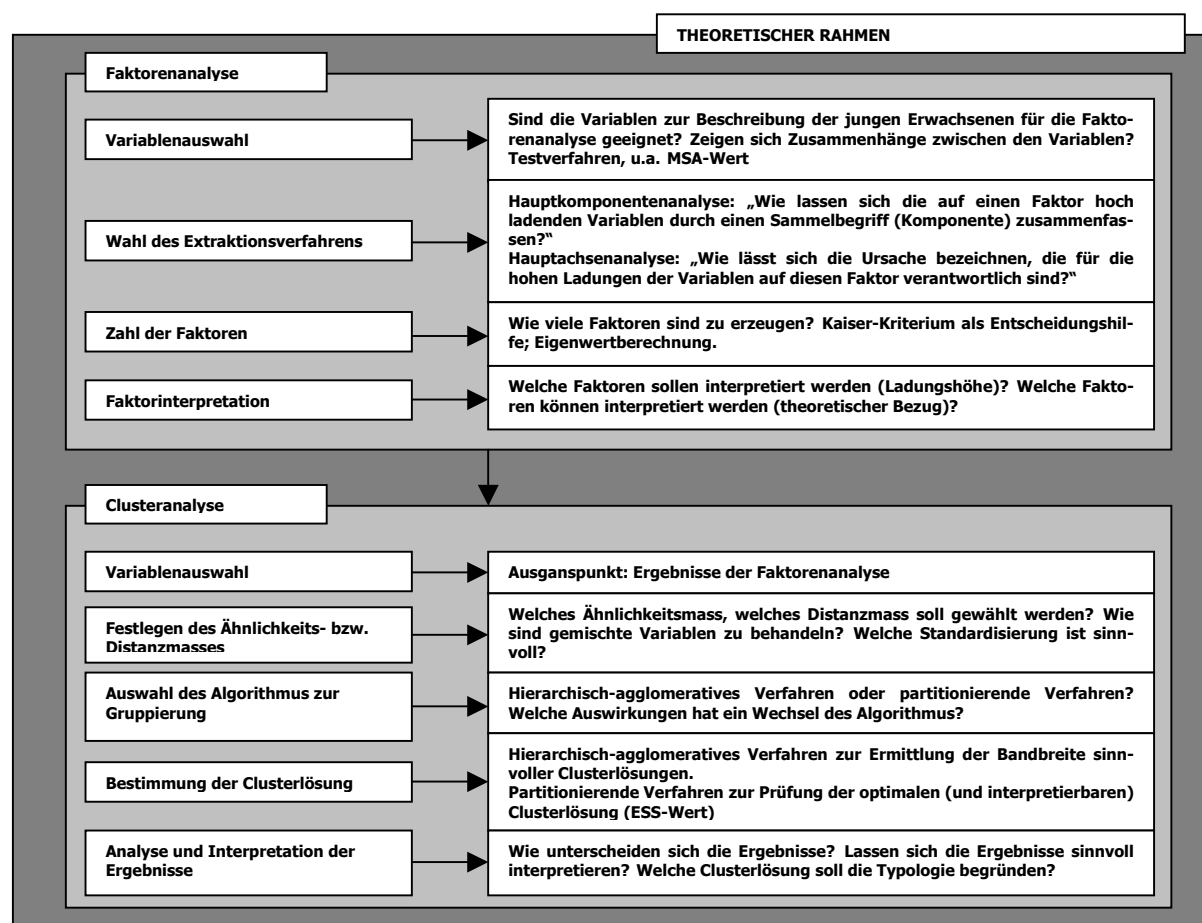 THEORETISCHER RAHMEN
Faktorenanalyse
Variablenauswahl
Sind die Variablen zur Beschreibung der jungen Erwachsenen für die Fakto-
renanalyse geeignet? Zeigen sich Zusammenhänge zwischen den Variablen?
Testverfahren, u.a. MSA-Wert
Wahl des Extraktionsverfahrens
Hauptkomponentenanalyse: „Wie lassen sich die auf einen Faktor hoch
ladenden Variablen durch einen Sammelbegriff (Komponente) zusammenfas-
sen?“
Hauptachsenanalyse: „Wie lässt sich die Ursache bezeichnen, die für die
hohen Ladungen der Variablen auf diesen Faktor verantwortlich sind?“
Zahl der Faktoren
Wie viele Faktoren sind zu erzeugen? Kaiser-Kriterium als Entscheidungshil-
fe; Eigenwertberechnung.
Faktorinterpretation
Welche Faktoren sollen interpretiert werden (Ladungshöhe)? Welche Fakto-
ren können interpretiert werden (theoretischer Bezug)?
Clusteranalyse
Variablenauswahl
Ausganspunkt: Ergebnisse der Faktorenanalyse
Festlegen des Ähnlichkeits- bzw.
Distanzmasses
Welches Ähnlichkeitsmass, welches Distanzmass soll gewählt werden? Wie
sind gemischte Variablen zu behandeln? Welche Standardisierung ist sinn-
voll?
Auswahl des Algorithmus zur
Gruppierung
Hierarchisch-agglomeratives Verfahren oder partitionierende Verfahren?
Welche Auswirkungen hat ein Wechsel des Algorithmus?
Bestimmung der Clusterlösung
Hierarchisch-agglomeratives Verfahren zur Ermittlung der Bandbreite sinn-
voller Clusterlösungen.
Partitionierende Verfahren zur Prüfung der optimalen (und interpretierbaren)
Clusterlösung (ESS-Wert)
Analyse und Interpretation der
Ergebnisse
Wie unterscheiden sich die Ergebnisse? Lassen sich die Ergebnisse sinnvoll
interpretieren? Welche Clusterlösung soll die Typologie begründen?